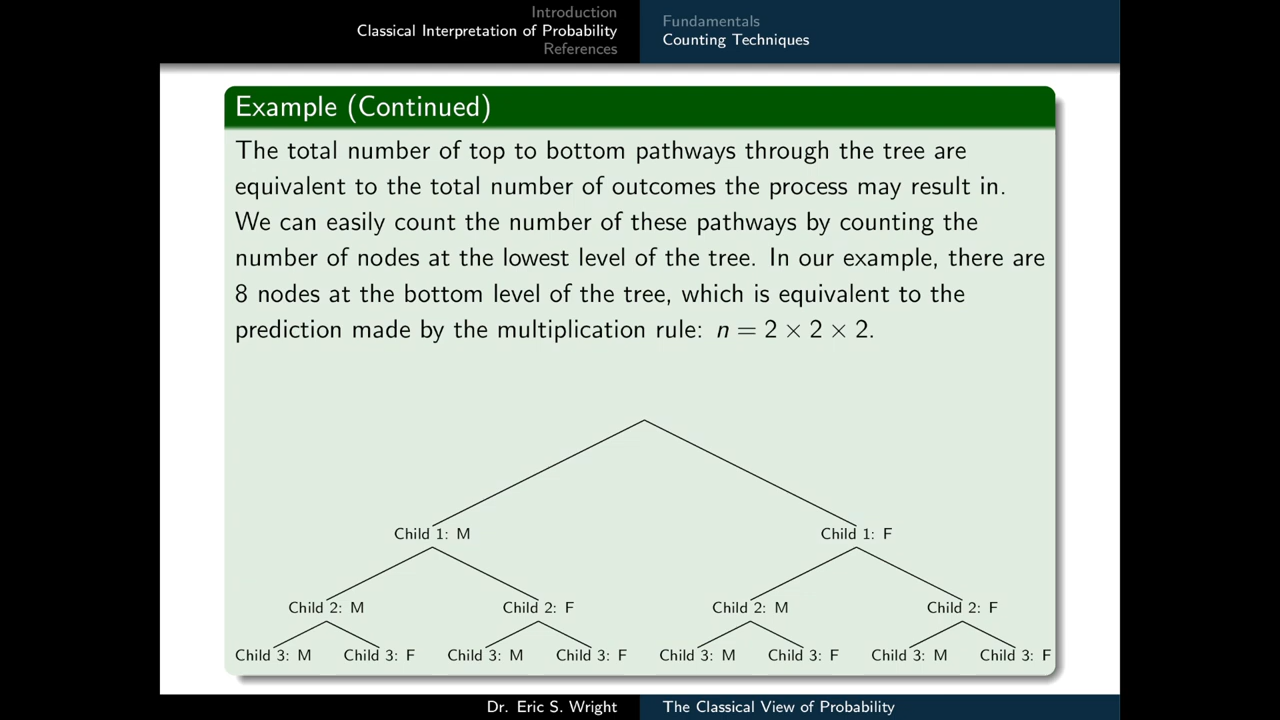 Introduction
Classical Interpretation of Probability
References
Fundamentals
Counting Techniques
Example (Continued)
The total number of top to bottom pathways through the tree are
equivalent to the total number of outcomes the process may result in.
We can easily count the number of these pathways by counting the
number of nodes at the lowest level of the tree. In our example, there are
8 nodes at the bottom level of the tree, which is equivalent to the
prediction made by the multiplication rule: n = 2 × 2 × 2.
Child 1: M Child 1: F
Child 2: M Child 2: F Child 2: M Child 2: F
Child 3: M Child 3: F Child 3: M Child 3: F Child 3: M Child 3: F Child 3: M Child 3: F
Dr. Eric S. Wright The Classical View of Probability